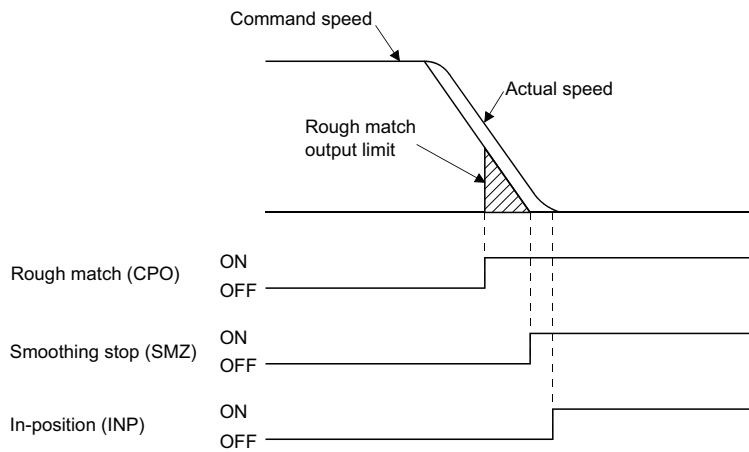 Command speed
Actual speed
Rough match
output limit
Rough match (CPO)
ON
OFF
Smoothing stop (SMZ)
ON
OFF
In-position (INP)
ON
OFF